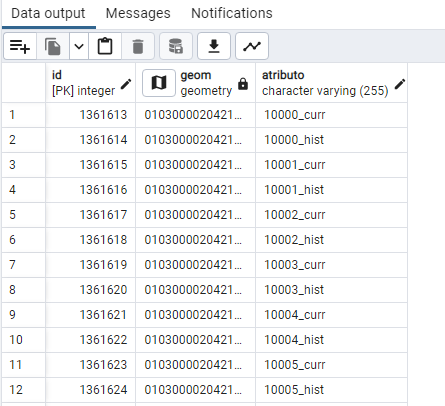 Data output Messages Notifications
id geom atributo
[PK] integer geometry character varying (255)
1 1361613 0103000020421... 10000_curr
2 1361614 0103000020421... 10000_hist
3 1361615 0103000020421... 10001_curr
4 1361616 0103000020421... 10001_hist
5 1361617 0103000020421... 10002_curr
6 1361618 0103000020421... 10002_hist
7 1361619 0103000020421... 10003_curr
8 1361620 0103000020421... 10003_hist
9 1361621 0103000020421... 10004_curr
10 1361622 0103000020421... 10004_hist
11 1361623 0103000020421... 10005_curr
12 1361624 0103000020421... 10005_hist